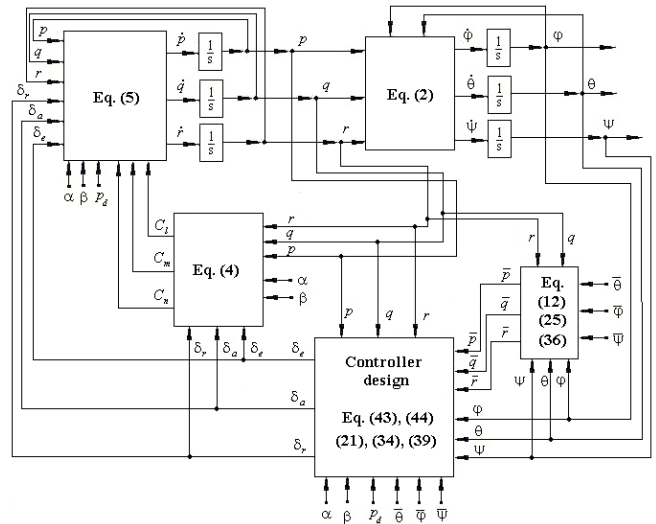 p ṗ 1/s p φ̇ 1/s φ
q q̇ 1/s q θ̇ 1/s θ
r ṙ 1/s r ψ̇ 1/s ψ
δr
δa
δe
Eq. (5)
Eq. (2)
α β pd
Cl
Cm
Cn
Eq. (4)
r
q
p
α
β
r q
p̄
q̄
r̄
Eq.
(12)
(25)
(36)
θ̄
φ̄
ψ̄
p q r
δr δa δe
δe
δa
δr
Controller
design
Eq. (43), (44)
(21), (34), (39)
p̄
q̄
r̄
ψ θ φ
φ
θ
ψ
α β pd θ̄ φ̄ ψ̄